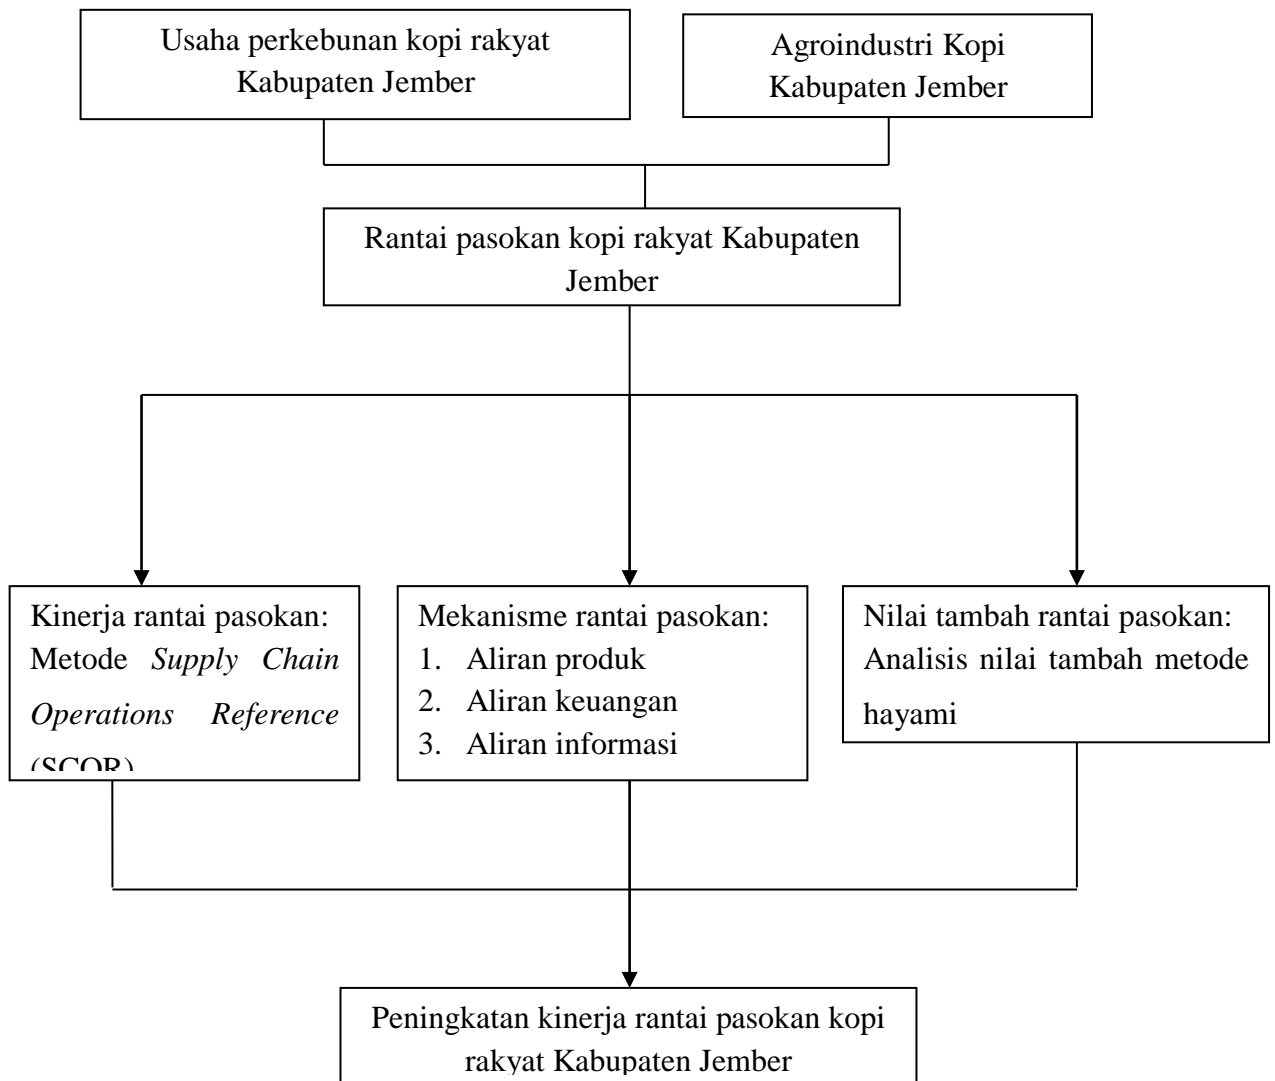 Usaha perkebunan kopi rakyat
Kabupaten Jember
Agroindustri Kopi
Kabupaten Jember
Rantai pasokan kopi rakyat Kabupaten
Jember
Kinerja rantai pasokan:
Metode Supply Chain
Operations Reference
(SCOR)
Mekanisme rantai pasokan:
1. Aliran produk
2. Aliran keuangan
3. Aliran informasi
Nilai tambah rantai pasokan:
Analisis nilai tambah metode
hayami
Peningkatan kinerja rantai pasokan kopi
rakyat Kabupaten Jember